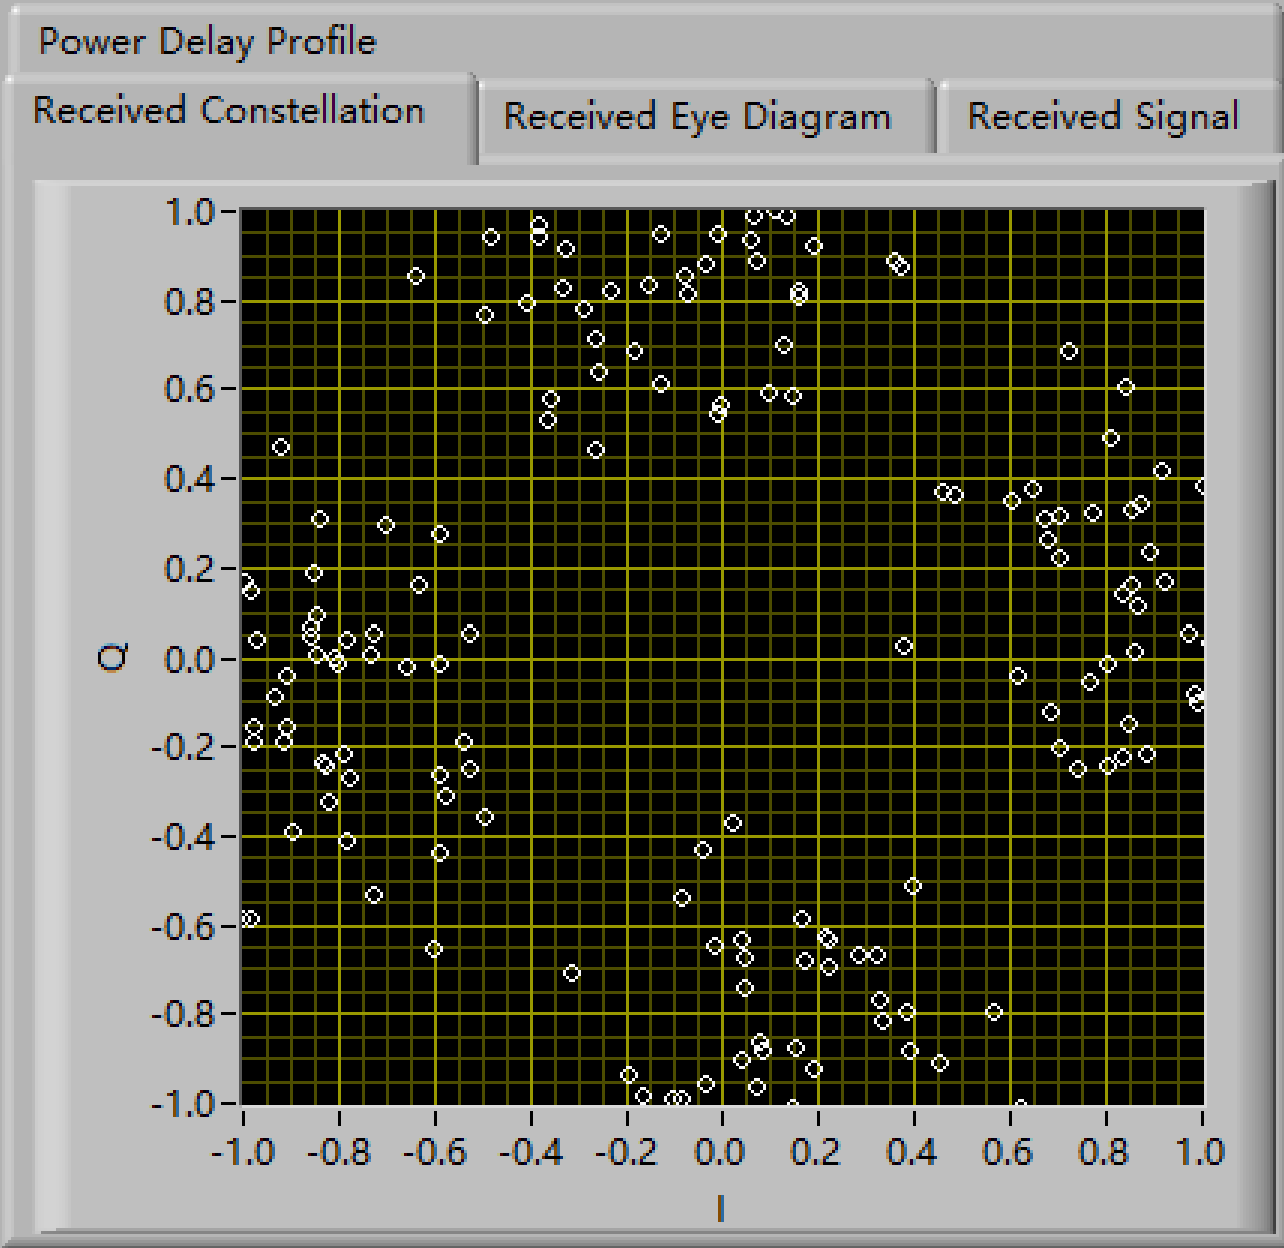 Power Delay Profile
Received Constellation
Received Eye Diagram
Received Signal
1.0
0.8
0.6
0.4
0.2
0.0
-0.2
-0.4
-0.6
-0.8
-1.0
Q
-1.0 -0.8 -0.6 -0.4 -0.2 0.0 0.2 0.4 0.6 0.8 1.0
I